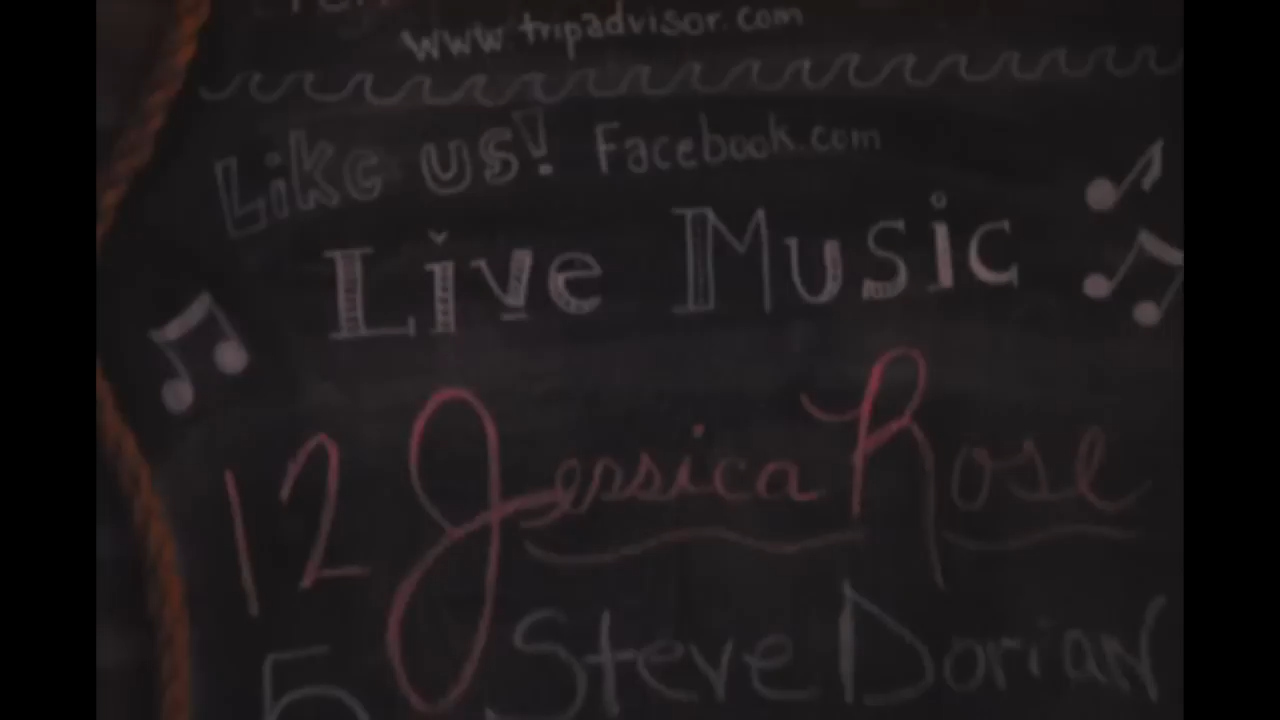 www.tripadvisor.com
Like us! Facebook.com
Live Music
12 Jessica Rose
5 Steve Dorian